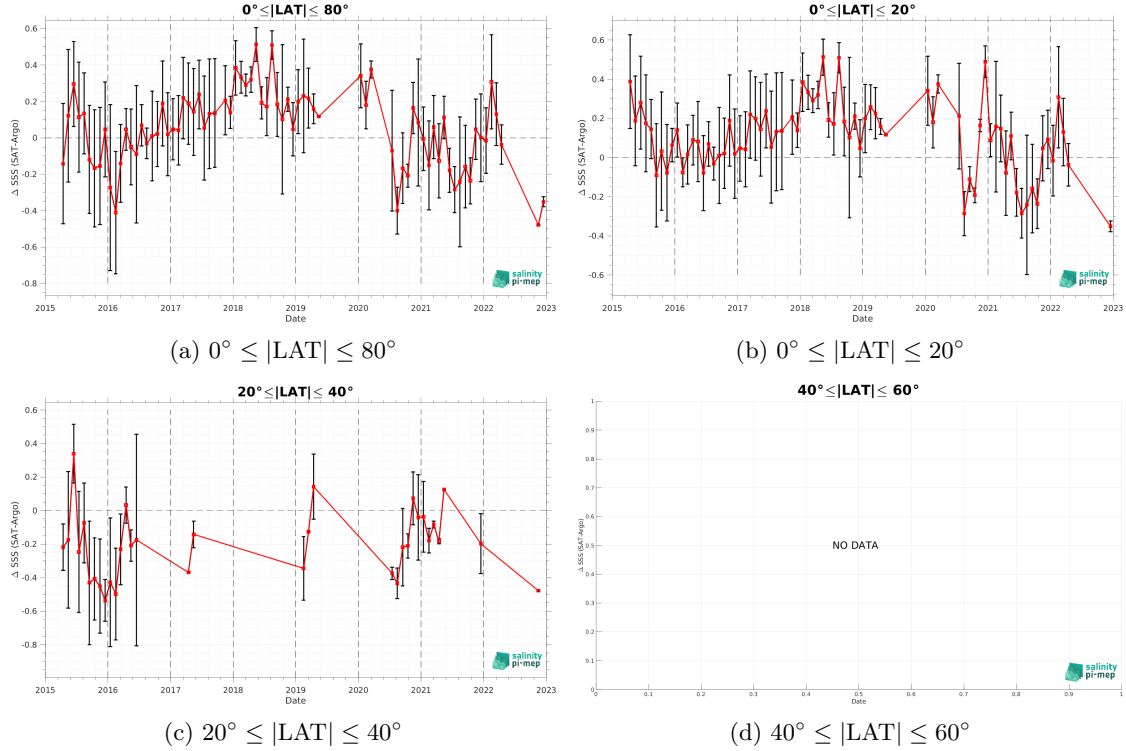 0°≤|LAT|≤ 80°
0.6
0.4
0.2
0
-0.2
-0.4
-0.6
-0.8
Δ SSS (SAT-Argo)
2015 2016 2017 2018 2019 2020 2021 2022 2023
Date
salinity
pi-mep
(a) 0° ≤ |LAT| ≤ 80°
0°≤|LAT|≤ 20°
0.6
0.4
0.2
0
-0.2
-0.4
-0.6
Δ SSS (SAT-Argo)
2015 2016 2017 2018 2019 2020 2021 2022 2023
Date
salinity
pi-mep
(b) 0° ≤ |LAT| ≤ 20°
20°≤|LAT|≤ 40°
0.6
0.4
0.2
0
-0.2
-0.4
-0.6
-0.8
Δ SSS (SAT-Argo)
2015 2016 2017 2018 2019 2020 2021 2022 2023
Date
salinity
pi-mep
(c) 20° ≤ |LAT| ≤ 40°
40°≤|LAT|≤ 60°
1
0.9
0.8
0.7
0.6
0.5
0.4
0.3
0.2
0.1
0
Δ SSS (SAT-Argo)
NO DATA
0 0.1 0.2 0.3 0.4 0.5 0.6 0.7 0.8 0.9 1
Date
salinity
pi-mep
(d) 40° ≤ |LAT| ≤ 60°